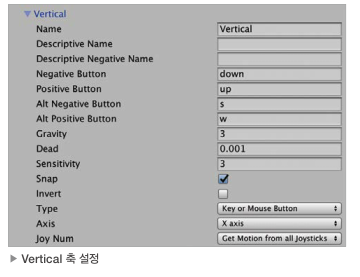 Vertical
Name Vertical
Descriptive Name
Descriptive Negative Name
Negative Button down
Positive Button up
Alt Negative Button s
Alt Positive Button w
Gravity 3
Dead 0.001
Sensitivity 3
Snap
Invert
Type Key or Mouse Button
Axis X axis
Joy Num Get Motion from all Joysticks
▶ Vertical 축 설정